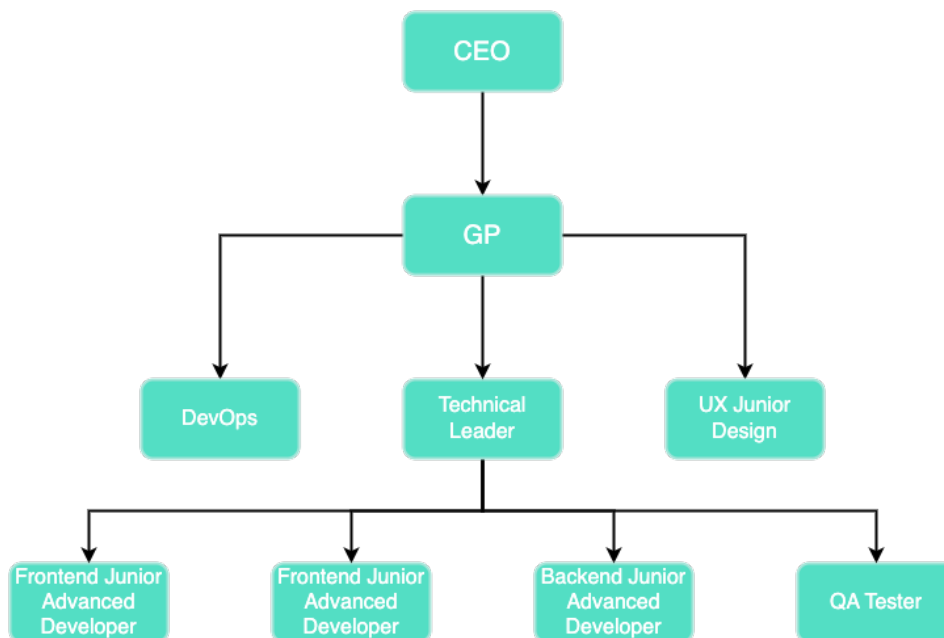 CEO
GP
DevOps
Technical
Leader
UX Junior
Design
Frontend Junior
Advanced
Developer
Frontend Junior
Advanced
Developer
Backend Junior
Advanced
Developer
QA Tester